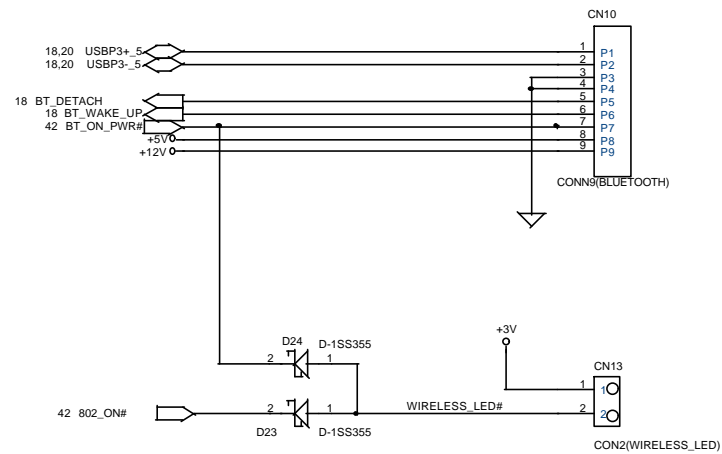 CN10
18,20 USBP3+_5 1 P1
18,20 USBP3-_5 2 P2
3 P3
4 P4
18 BT_DETACH 5 P5
18 BT_WAKE_UP 6 P6
42 BT_ON_PWR# 7 P7
+5V 8 P8
+12V 9 P9
CONN9(BLUETOOTH)
+3V
D24 D-1SS355
2 1
CN13
1 1
42 802_ON# 2 1 WIRELESS_LED# 2 2
D23 D-1SS355
CON2(WIRELESS_LED)